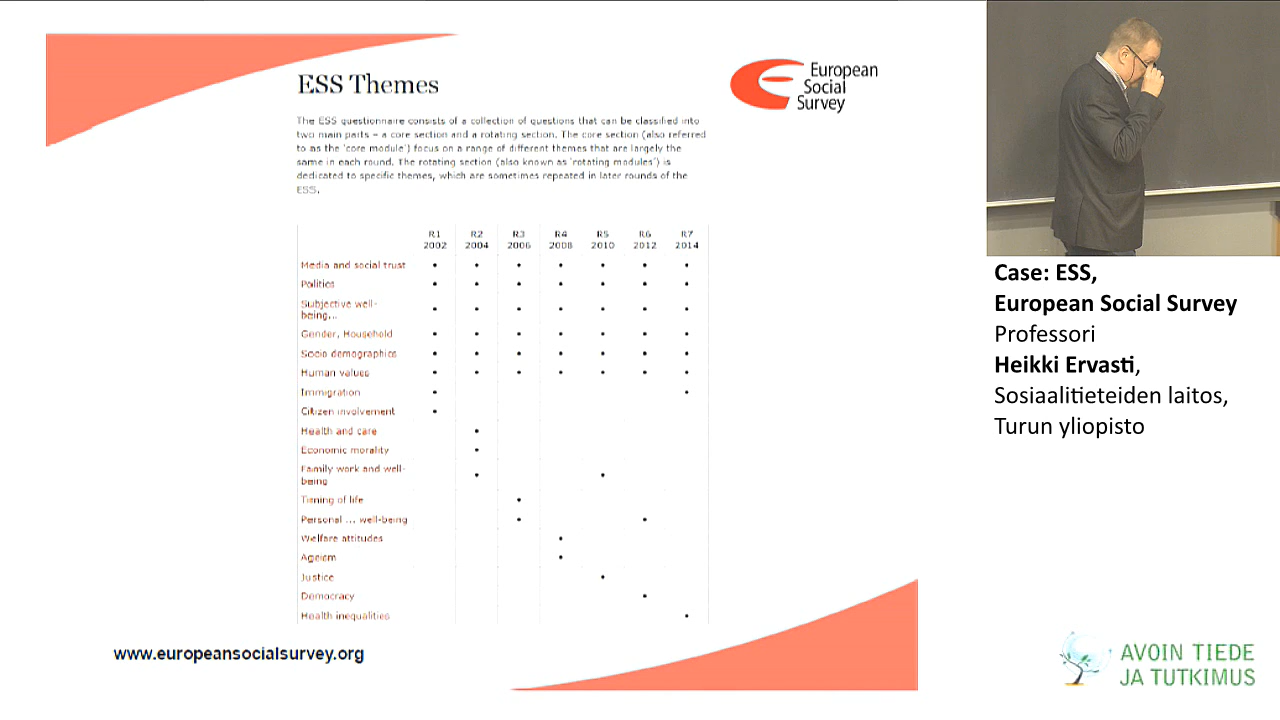 ESS Themes
European
Social
Survey
The ESS questionnaire consists of a collection of questions that can be classified into
two main parts – a core section and a rotating section. The core section (also referred
to as the 'core module') focus on a range of different themes that are largely the
same in each round. The rotating section (also known as 'rotating modules') is
dedicated to specific themes, which are sometimes repeated in later rounds of the
ESS.
R1 R2 R3 R4 R5 R6 R7
2002 2004 2006 2008 2010 2012 2014
Media and social trust • • • • • • •
Politics • • • • • • •
Subjective well-
being... • • • • • • •
Gender, Household • • • • • • •
Socio demographics • • • • • • •
Human values • • • • • • •
Immigration • •
Citizen involvement •
Health and care •
Economic morality •
Family work and well-
being • •
Timing of life •
Personal ... well-being • •
Welfare attitudes •
Ageism •
Justice •
Democracy •
Health inequalities •
www.europeansocialsurvey.org
Case: ESS,
European Social Survey
Professori
Heikki Ervasti,
Sosiaalitieteiden laitos,
Turun yliopisto
AVOIN TIEDE
JA TUTKIMUS